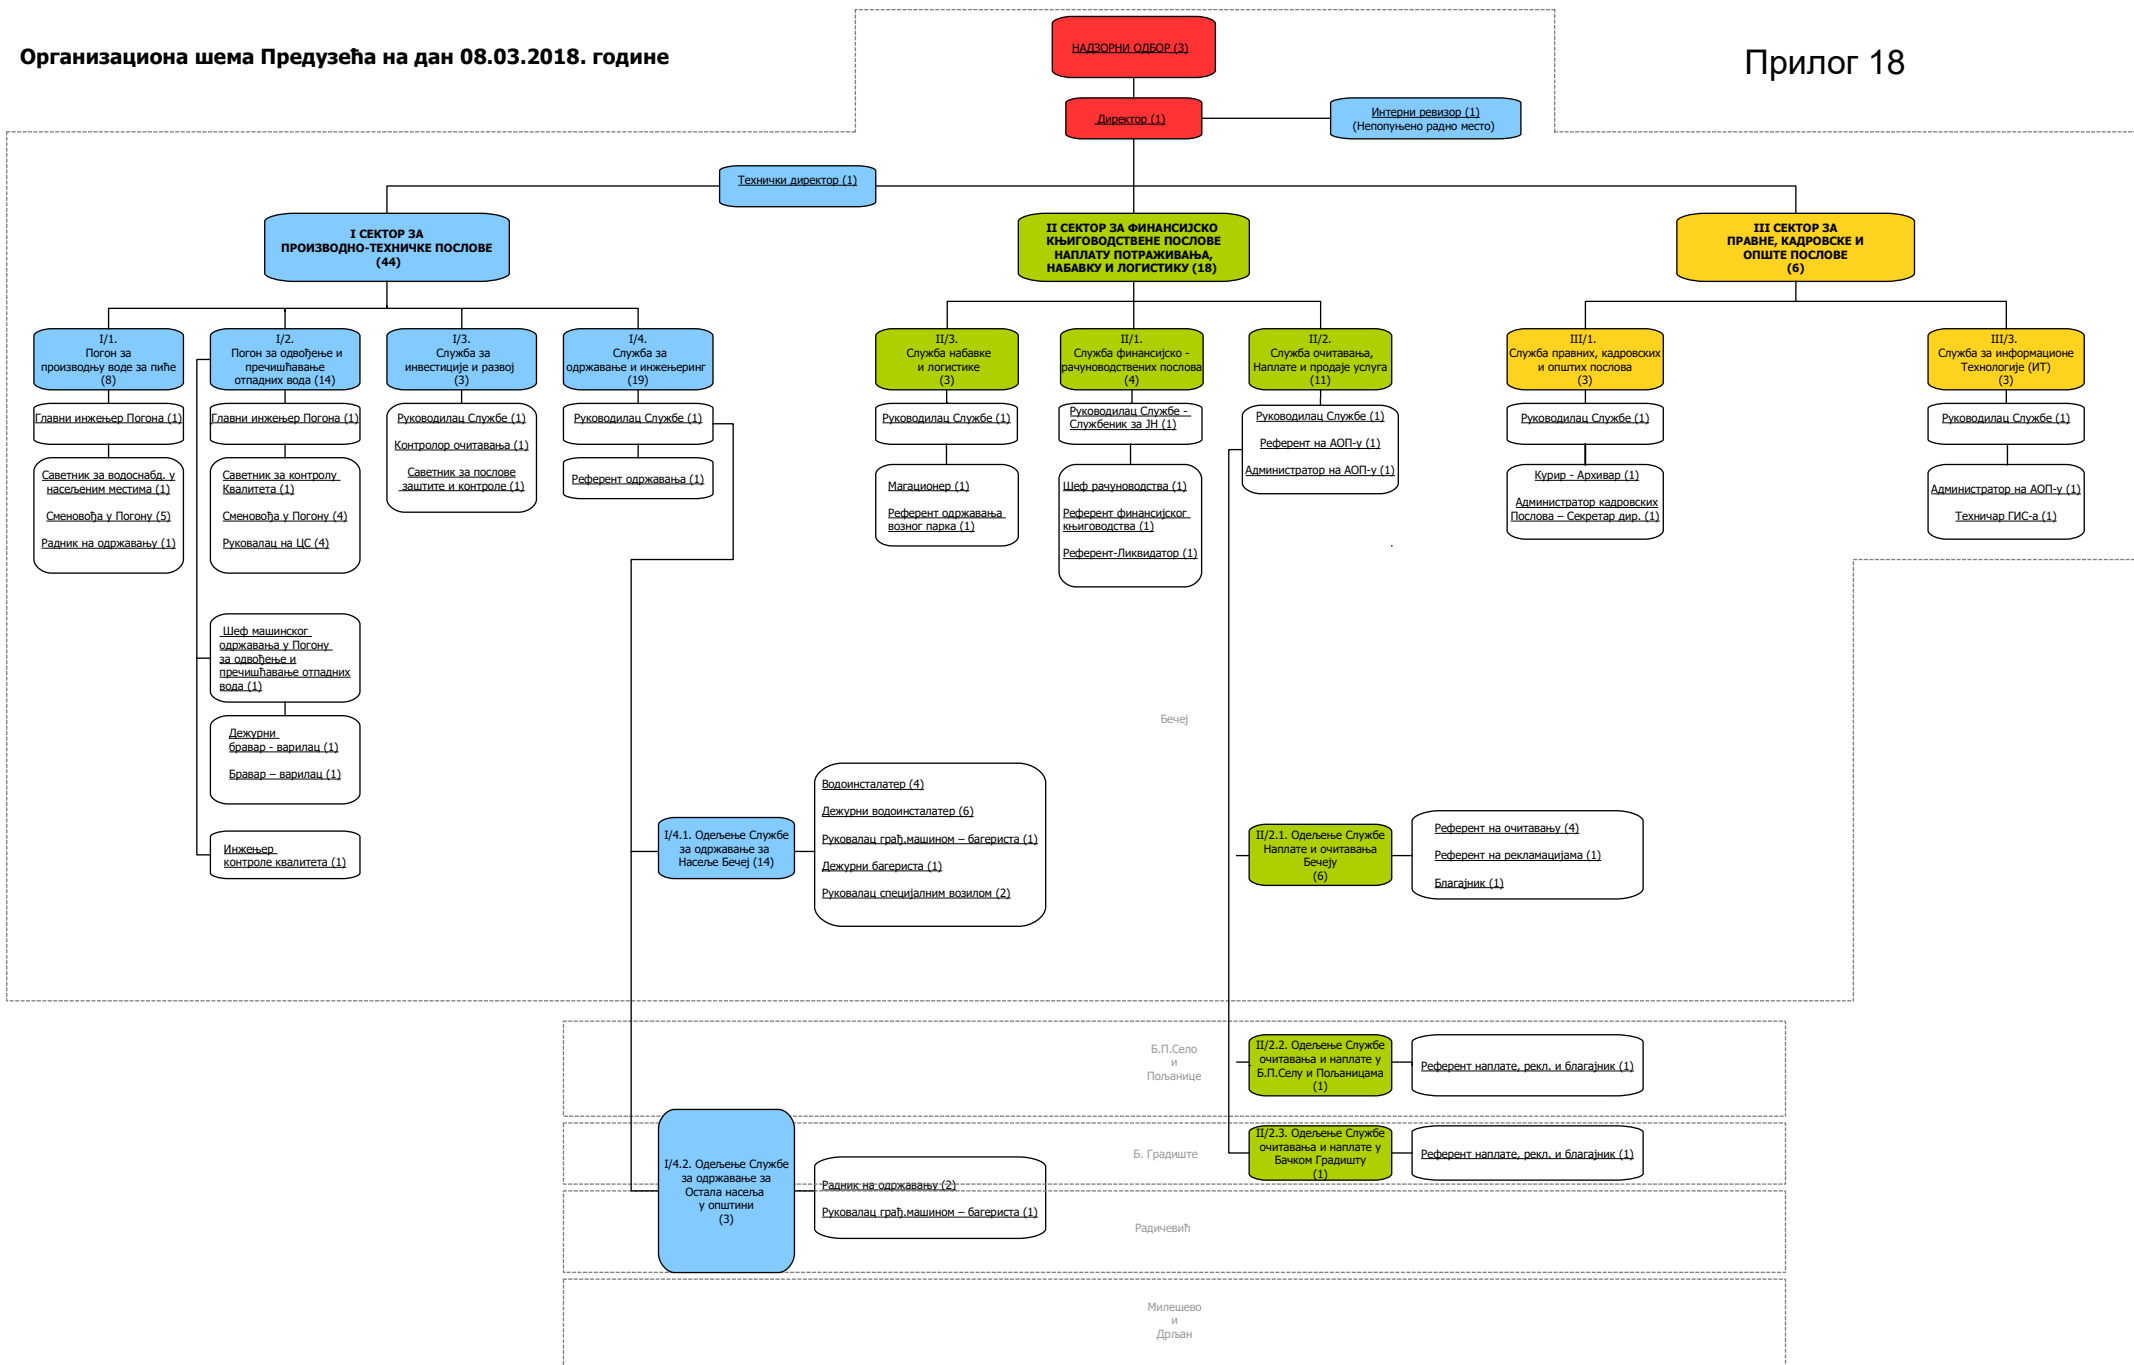 Организациона шема Предузећа на дан 08.03.2018. године
Прилог 18
НАДЗОРНИ ОДБОР (3)
Директор (1)
Интерни ревизор (1)
(Непопуњено радно место)
Технички директор (1)
I СЕКТОР ЗА
ПРОИЗВОДНО-ТЕХНИЧКЕ ПОСЛОВЕ
(44)
II СЕКТОР ЗА ФИНАНСИЈСКО
КЊИГОВОДСТВЕНЕ ПОСЛОВЕ
НАПЛАТУ ПОТРАЖИВАЊА,
НАБАВКУ И ЛОГИСТИКУ (18)
III СЕКТОР ЗА
ПРАВНЕ, КАДРОВСКЕ И
ОПШТЕ ПОСЛОВЕ
(6)
I/1.
Погон за
производњу воде за пиће
(8)
I/2.
Погон за одвођење и
пречишћавање
отпадних вода (14)
I/3.
Служба за
инвестиције и развој
(3)
I/4.
Служба за
одржавање и инжењеринг
(19)
II/3.
Служба набавке
и логистике
(3)
II/1.
Служба финансијско -
рачуноводствених послова
(4)
II/2.
Служба очитавања,
Наплате и продаје услуга
(11)
III/1.
Служба правних, кадровских
и општих послова
(3)
III/3.
Служба за информационе
Технологије (ИТ)
(3)
Главни инжењер Погона (1)
Саветник за водоснабд. у
насељеним местима (1)
Сменовођа у Погону (5)
Радник на одржавању (1)
Главни инжењер Погона (1)
Саветник за контролу
Квалитета (1)
Сменовођа у Погону (4)
Руковалац на ЦС (4)
Шеф машинског
одржавања у Погону
за одвођење и
пречишћавање отпадних
вода (1)
Дежурни
бравар - варилац (1)
Бравар – варилац (1)
Инжењер
контроле квалитета (1)
Руководилац Службе (1)
Контролор очитавања (1)
Саветник за послове
заштите и контроле (1)
Руководилац Службе (1)
Референт одржавања (1)
Руководилац Службе (1)
Магационер (1)
Референт одржавања
возног парка (1)
Руководилац Службе -
Службеник за ЈН (1)
Шеф рачуноводства (1)
Референт финансијског
књиговодства (1)
Референт-Ликвидатор (1)
Руководилац Службе (1)
Референт на АОП-у (1)
Администратор на АОП-у (1)
Руководилац Службе (1)
Курир - Архивар (1)
Администратор кадровских
Послова – Секретар дир. (1)
Руководилац Службе (1)
Администратор на АОП-у (1)
Техничар ГИС-а (1)
Бечеј
I/4.1. Одељење Службе
за одржавање за
Насеље Бечеј (14)
Водоинсталатер (4)
Дежурни водоинсталатер (6)
Руковалац грађ.машином – багериста (1)
Дежурни багериста (1)
Руковалац специјалним возилом (2)
II/2.1. Одељење Службе
Наплате и очитавања
Бечеју
(6)
Референт на очитавању (4)
Референт на рекламацијама (1)
Благајник (1)
Б.П.Село
и
Пољанице
II/2.2. Одељење Службе
очитавања и наплате у
Б.П.Селу и Пољаницама
(1)
Референт наплате, рекл. и благајник (1)
I/4.2. Одељење Службе
за одржавање за
Остала насеља
у општини
(3)
Радник на одржавању (2)
Руковалац грађ.машином – багериста (1)
Б. Градиште
II/2.3. Одељење Службе
очитавања и наплате у
Бачком Градишту
(1)
Референт наплате, рекл. и благајник (1)
Радичевић
Милешево
и
Дрљан